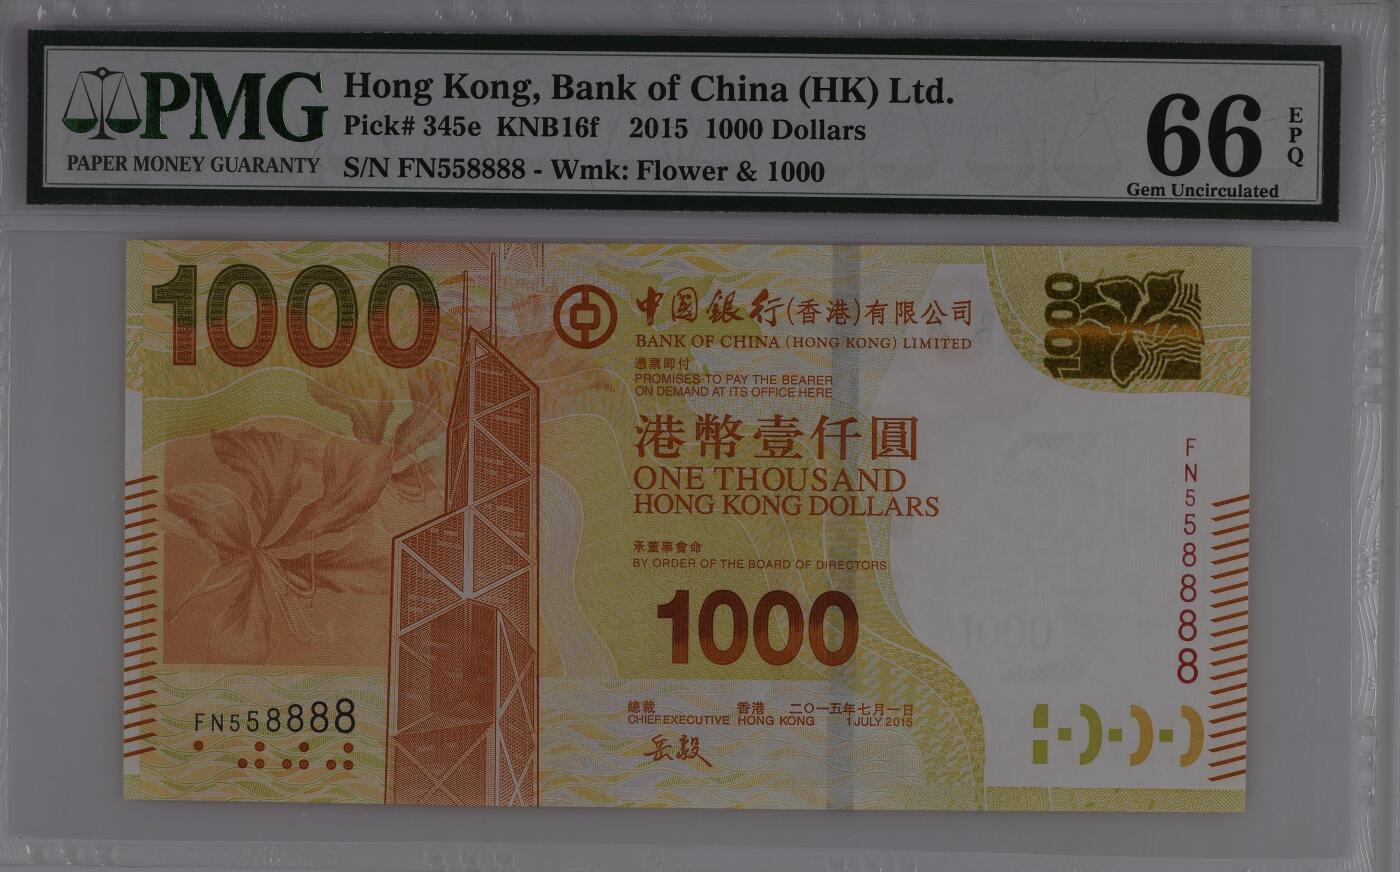 PMG
PAPER MONEY GUARANTY
Hong Kong, Bank of China (HK) Ltd.
Pick# 345e KNB16f 2015 1000 Dollars
S/N FN558888 - Wmk: Flower & 1000
66
EPQ
Gem Uncirculated
1000
中國銀行(香港)有限公司
BANK OF CHINA (HONG KONG) LIMITED
憑票即付
PROMISES TO PAY THE BEARER
ON DEMAND AT ITS OFFICE HERE
港幣壹仟圓
ONE THOUSAND
HONG KONG DOLLARS
承董事會命
BY ORDER OF THE BOARD OF DIRECTORS
1000
總裁 香港 二〇一五年七月一日
CHIEF EXECUTIVE HONG KONG 1 JULY 2015
岳毅
FN558888
1000
FN558888
1000